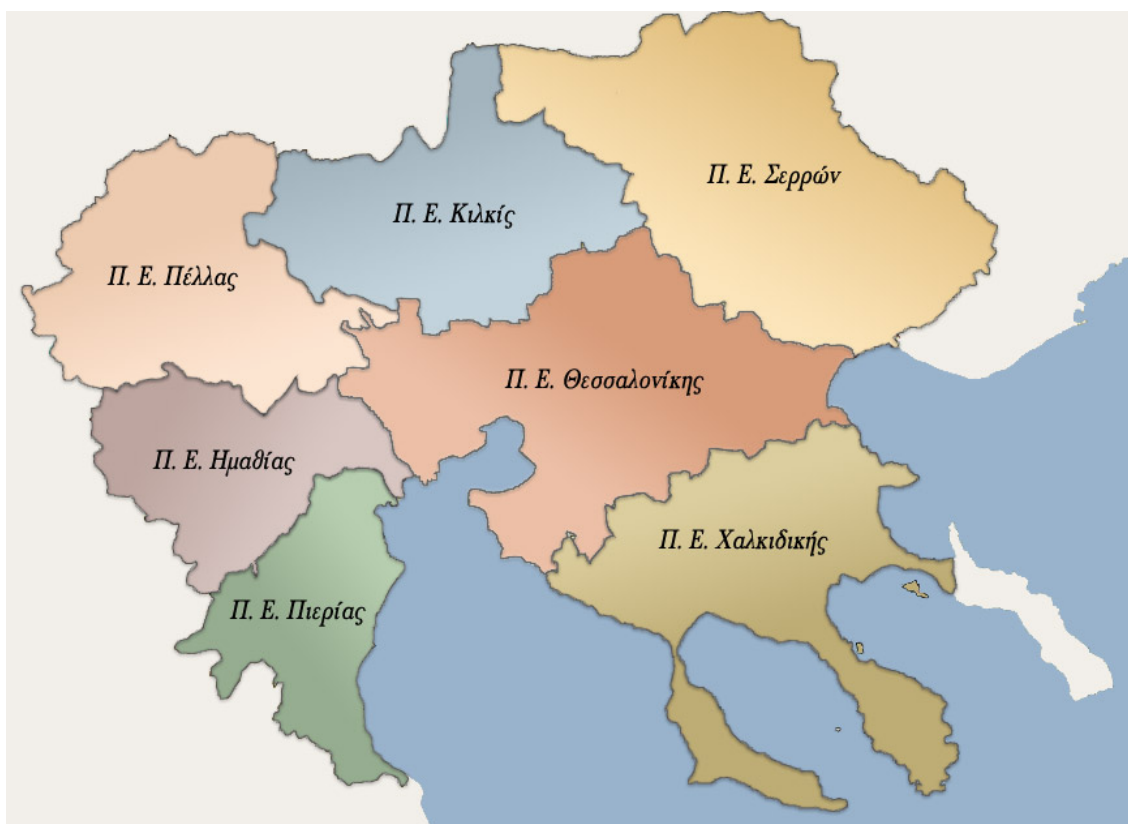 Π. Ε. Σερρών
Π. Ε. Κιλκίς
Π. Ε. Πέλλας
Π. Ε. Θεσσαλονίκης
Π. Ε. Ημαθίας
Π. Ε. Χαλκιδικής
Π. Ε. Πιερίας